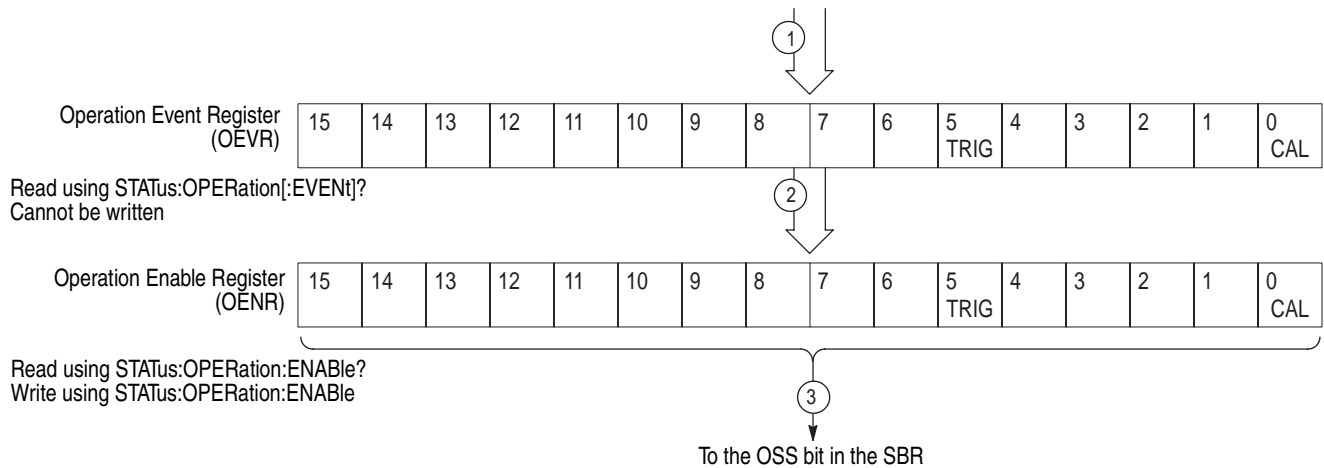 1
Operation Event Register
(OEVR)
15 14 13 12 11 10 9 8 7 6 5 4 3 2 1 0
TRIG CAL
Read using STATus:OPERation[:EVENt]?
Cannot be written
2
Operation Enable Register
(OENR)
15 14 13 12 11 10 9 8 7 6 5 4 3 2 1 0
TRIG CAL
Read using STATus:OPERation:ENABle?
Write using STATus:OPERation:ENABle
3
To the OSS bit in the SBR